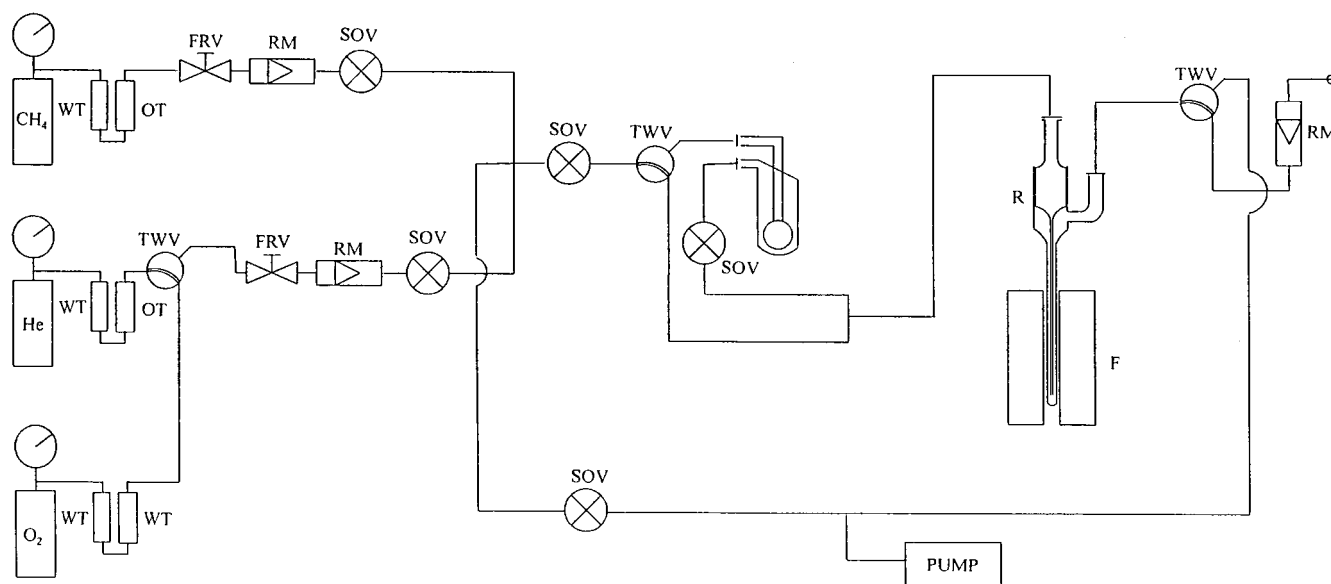 FRV
RM
SOV
CH₄
WT
OT
SOV
TWV
TWV
RM
R
TWV
FRV
RM
SOV
SOV
He
WT
OT
F
SOV
O₂
WT
WT
PUMP